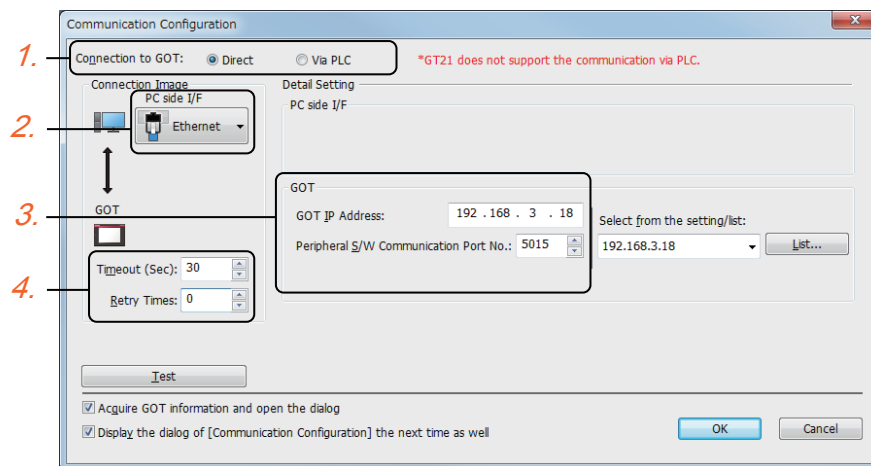 Communication Configuration
1.
Connection to GOT: Direct Via PLC *GT21 does not support the communication via PLC.
Connection Image
Detail Setting
PC side I/F
PC side I/F
2.
Ethernet
GOT
3.
GOT IP Address: 192 . 168 . 3 . 18
Select from the setting/list:
GOT
Peripheral S/W Communication Port No.: 5015
192.168.3.18
List...
4.
Timeout (Sec): 30
Retry Times: 0
Test
Acquire GOT information and open the dialog
Display the dialog of [Communication Configuration] the next time as well
OK
Cancel